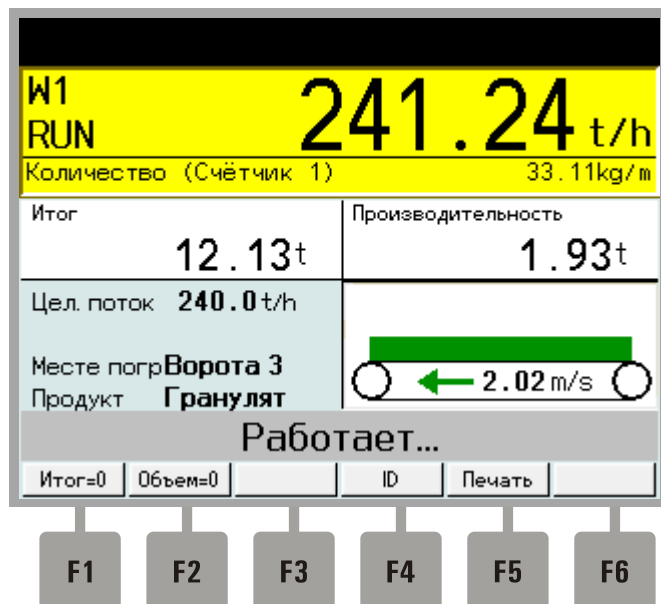 W1
241.24 t/h
RUN
Количество (Счётчик 1) 33.11kg/m
Итог
12.13t
Производительность
1.93t
Цел. поток 240.0t/h
Месте погрВорота 3
Продукт Гранулят
2.02m/s
Работает...
Итог=0 Объем=0 ID Печать
F1 F2 F3 F4 F5 F6